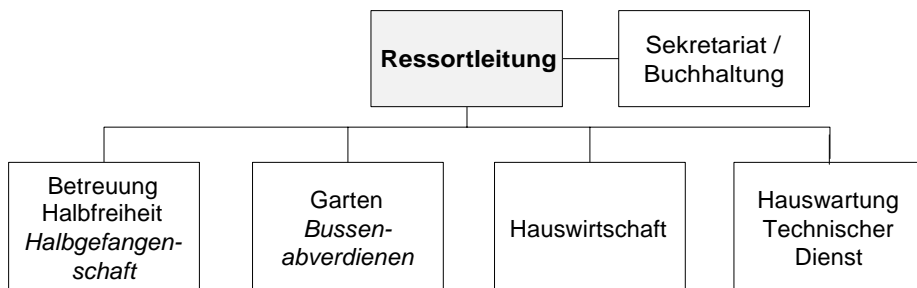 Ressortleitung
Sekretariat /
Buchhaltung
Betreuung
Halbfreiheit
Halbgefangen-
schaft
Garten
Bussen-
abverdienen
Hauswirtschaft
Hauswartung
Technischer
Dienst